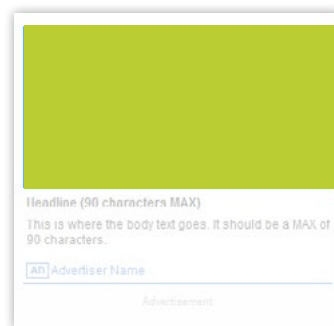 Headline (90 characters MAX)
This is where the body text goes. It should be a MAX of
90 characters.
AD Advertiser Name
Advertisement